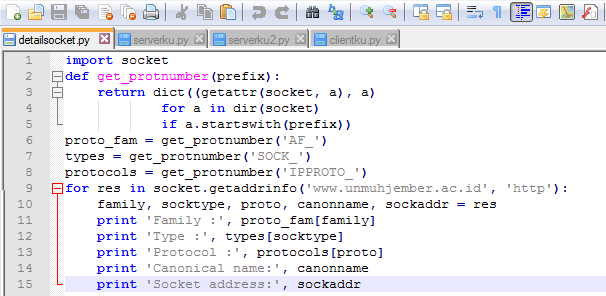 detailsocket.py serverku.py serverku2.py clientku.py
1 import socket
2 def get_protnumber(prefix):
3     return dict((getattr(socket, a), a)
4             for a in dir(socket)
5             if a.startswith(prefix))
6 proto_fam = get_protnumber('AF_')
7 types = get_protnumber('SOCK_')
8 protocols = get_protnumber('IPPROTO_')
9 for res in socket.getaddrinfo('www.unmuhjember.ac.id', 'http'):
10     family, socktype, proto, canonname, sockaddr = res
11     print 'Family :', proto_fam[family]
12     print 'Type :', types[socktype]
13     print 'Protocol :', protocols[proto]
14     print 'Canonical name:', canonname
15     print 'Socket address:', sockaddr